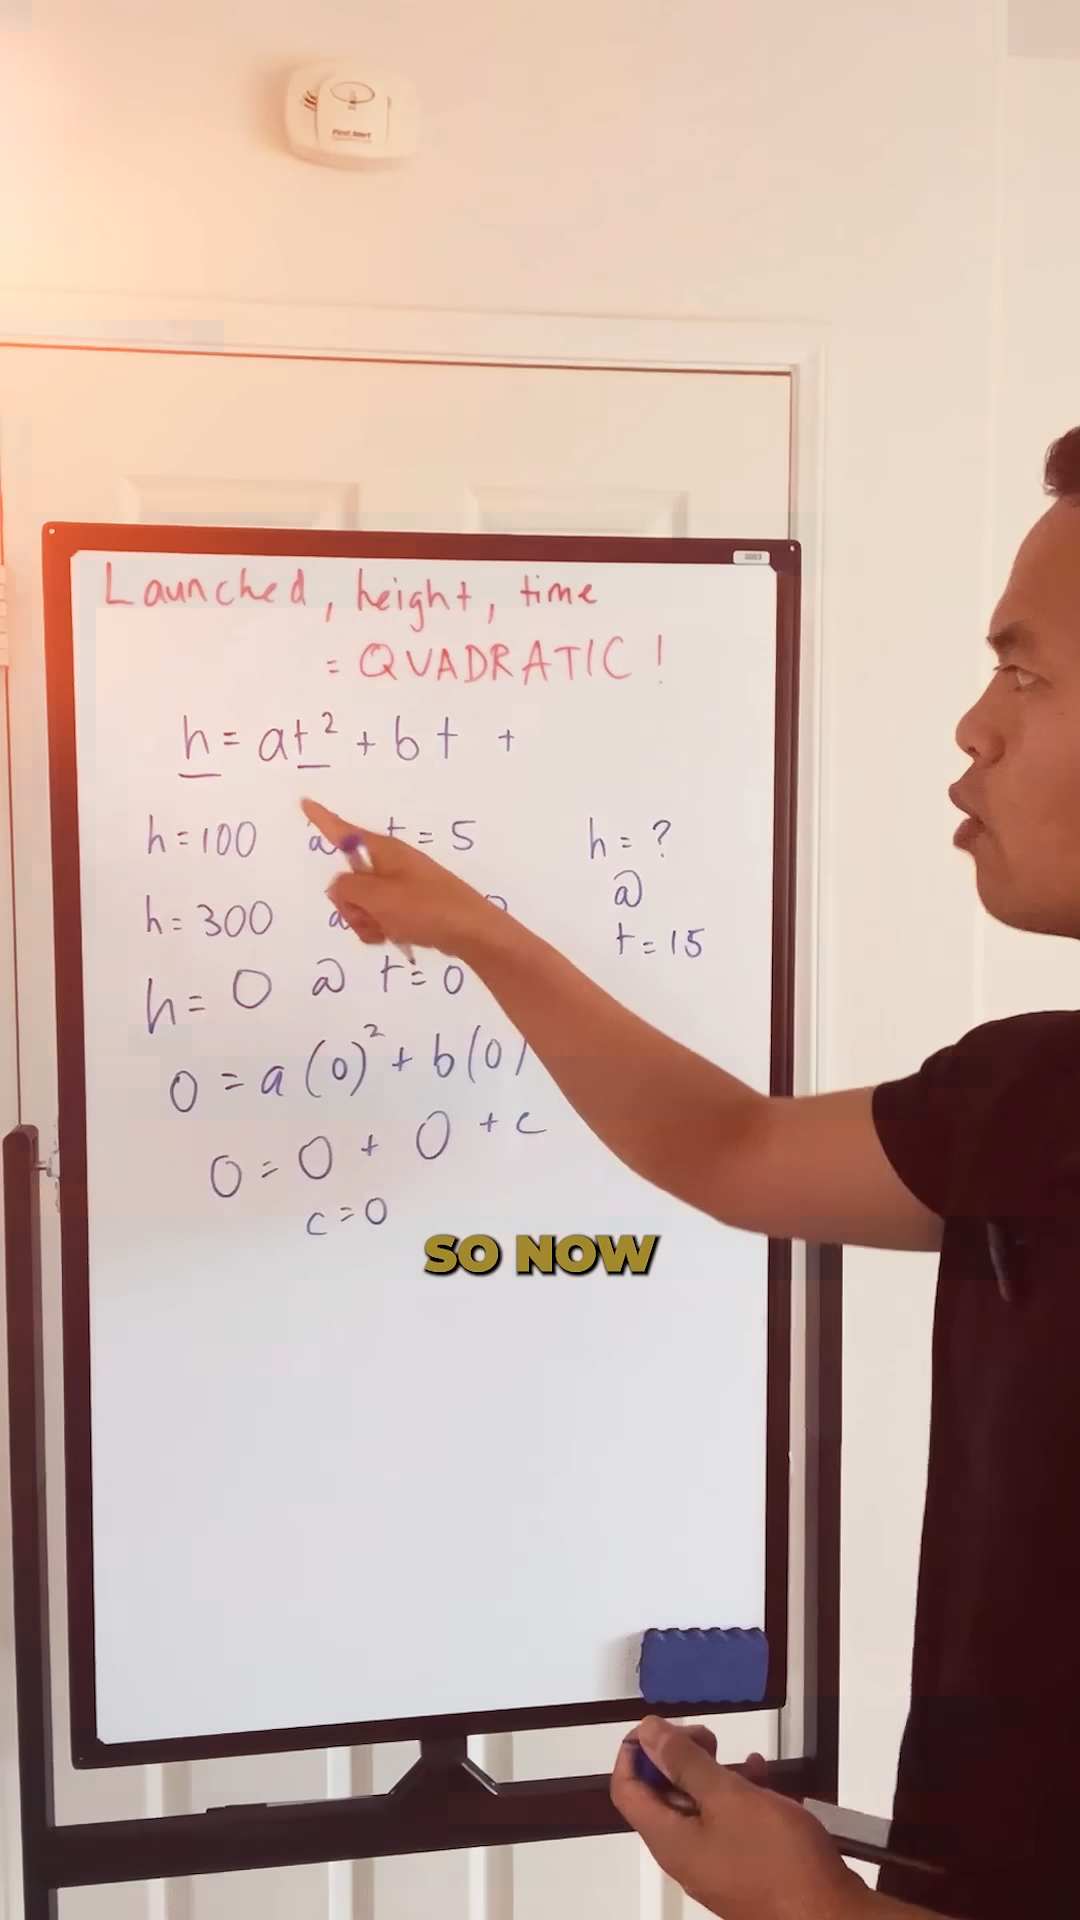 First Alert
Launched, height, time
= QUADRATIC!
h = at² + bt +
h=100 @ t = 5
h = ?
@
t = 15
h = 300
h = 0 @ t = 0
0 = a(0)² + b(0)
0 = 0 + 0 + c
c = 0
SO NOW